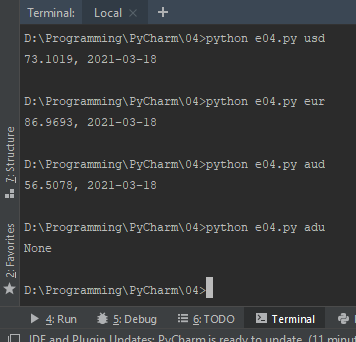 Terminal: Local × +
D:\Programming\PyCharm\04>python e04.py usd
73.1019, 2021-03-18
D:\Programming\PyCharm\04>python e04.py eur
86.9693, 2021-03-18
D:\Programming\PyCharm\04>python e04.py aud
56.5078, 2021-03-18
D:\Programming\PyCharm\04>python e04.py adu
None
D:\Programming\PyCharm\04>
7: Structure
2: Favorites
4: Run 5: Debug 6: TODO Terminal
IDE and Plugin Updates: PyCharm is ready to update. (11 minut